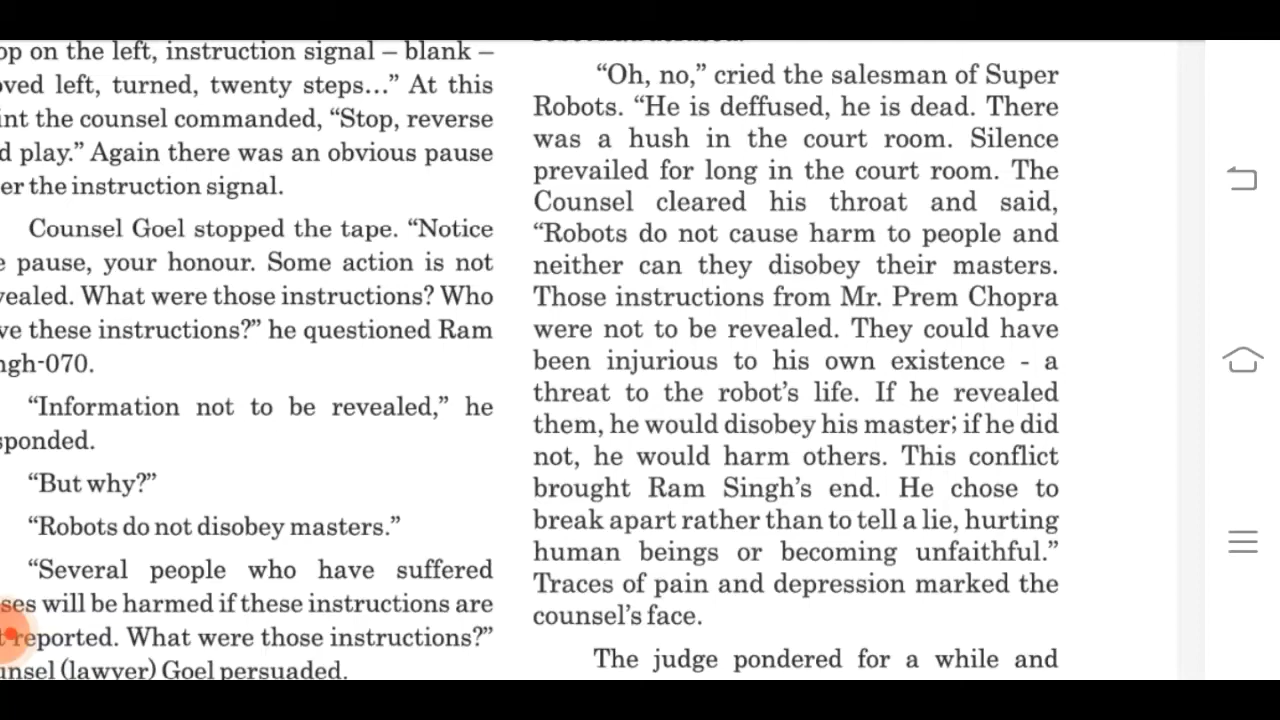 op on the left, instruction signal – blank –
oved left, turned, twenty steps...” At this
int the counsel commanded, “Stop, reverse
d play.” Again there was an obvious pause
er the instruction signal.
Counsel Goel stopped the tape. “Notice
e pause, your honour. Some action is not
vealed. What were those instructions? Who
ve these instructions?” he questioned Ram
ngh-070.
“Information not to be revealed,” he
sponded.
“But why?”
“Robots do not disobey masters.”
“Several people who have suffered
ses will be harmed if these instructions are
t reported. What were those instructions?”
unsel (lawyer) Goel persuaded.
“Oh, no,” cried the salesman of Super
Robots. “He is deffused, he is dead. There
was a hush in the court room. Silence
prevailed for long in the court room. The
Counsel cleared his throat and said,
“Robots do not cause harm to people and
neither can they disobey their masters.
Those instructions from Mr. Prem Chopra
were not to be revealed. They could have
been injurious to his own existence - a
threat to the robot’s life. If he revealed
them, he would disobey his master; if he did
not, he would harm others. This conflict
brought Ram Singh’s end. He chose to
break apart rather than to tell a lie, hurting
human beings or becoming unfaithful.”
Traces of pain and depression marked the
counsel’s face.
The judge pondered for a while and